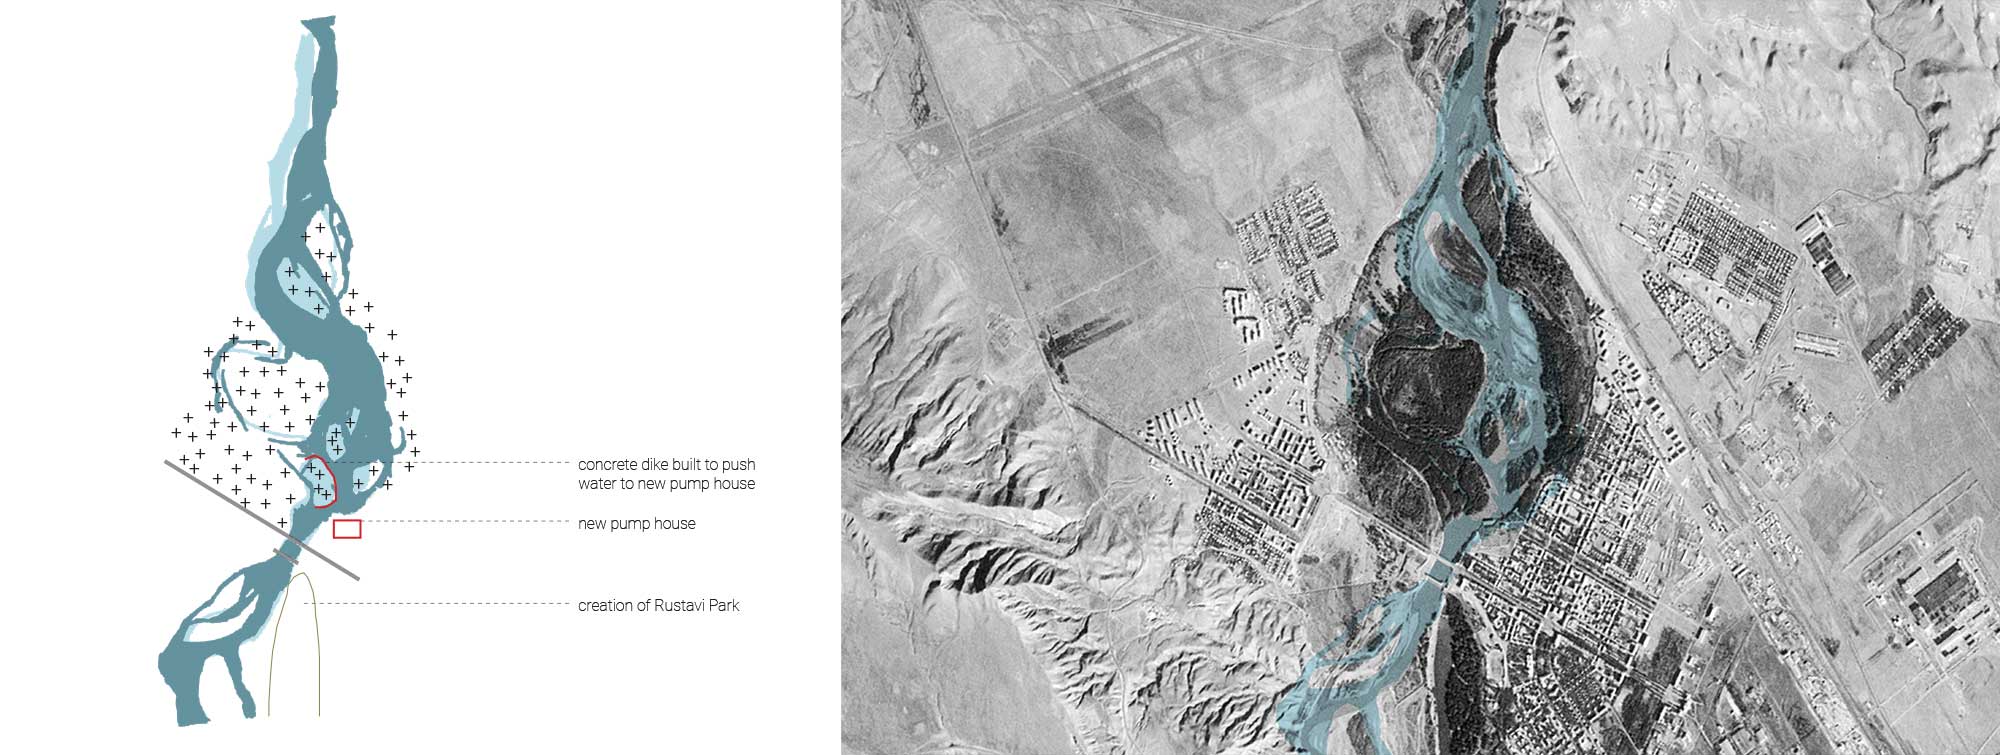 concrete dike built to push
water to new pump house
new pump house
creation of Rustavi Park